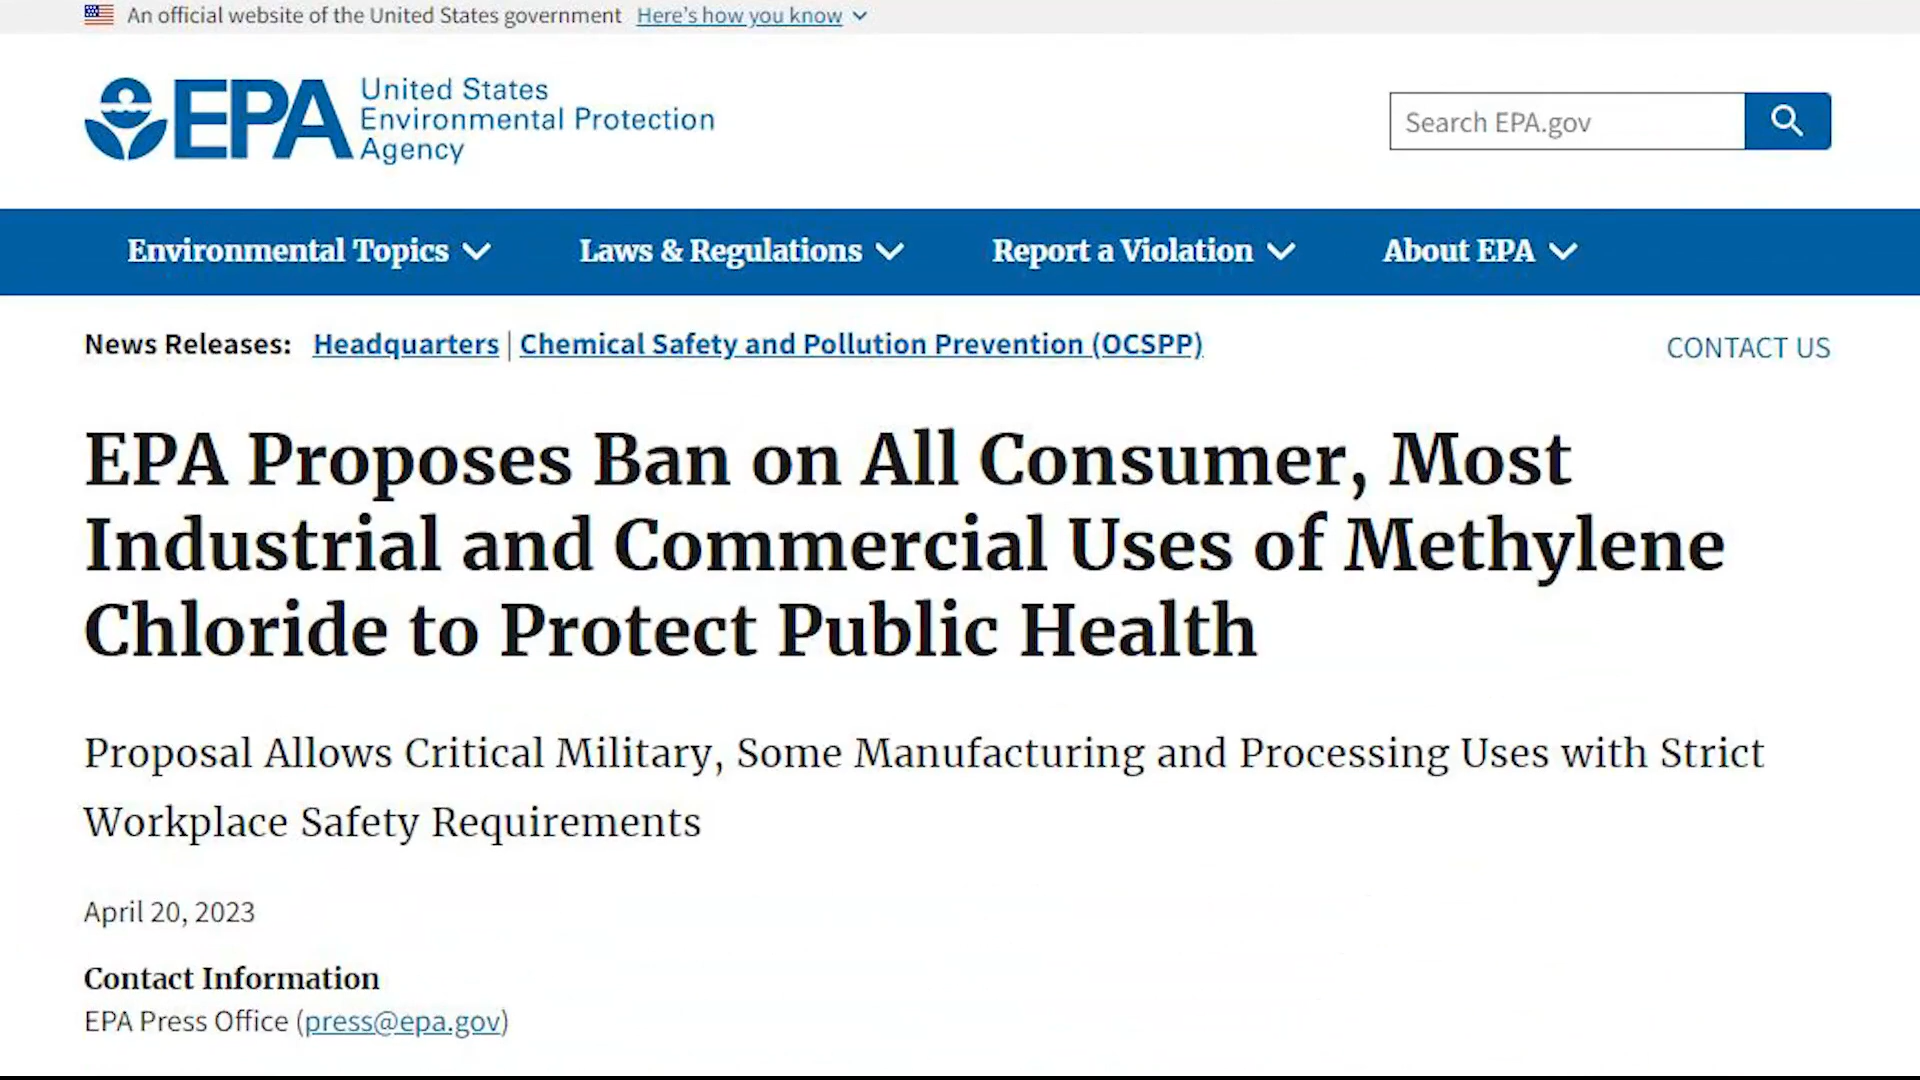 An official website of the United States government Here's how you know
EPA United States
Environmental Protection
Agency
Search EPA.gov
Environmental Topics Laws & Regulations Report a Violation About EPA
News Releases: Headquarters | Chemical Safety and Pollution Prevention (OCSPP) CONTACT US
EPA Proposes Ban on All Consumer, Most
Industrial and Commercial Uses of Methylene
Chloride to Protect Public Health
Proposal Allows Critical Military, Some Manufacturing and Processing Uses with Strict
Workplace Safety Requirements
April 20, 2023
Contact Information
EPA Press Office (press@epa.gov)